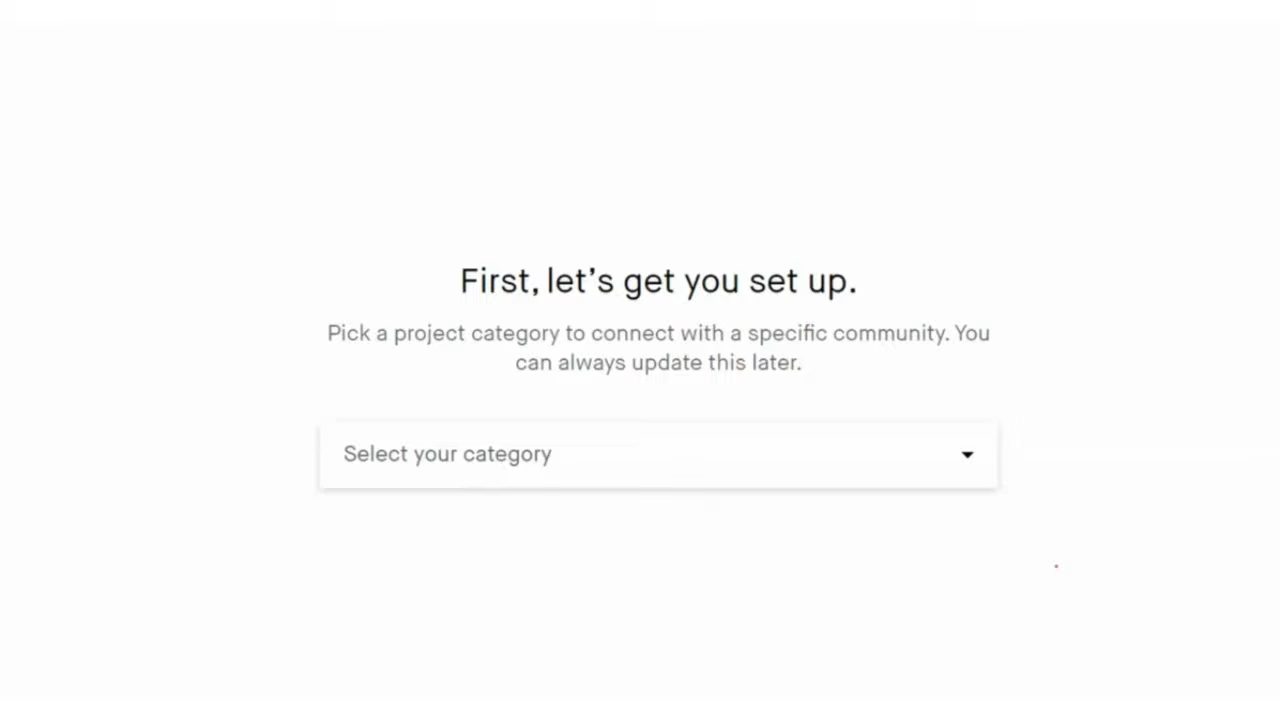 First, let’s get you set up.
Pick a project category to connect with a specific community. You
can always update this later.
Select your category